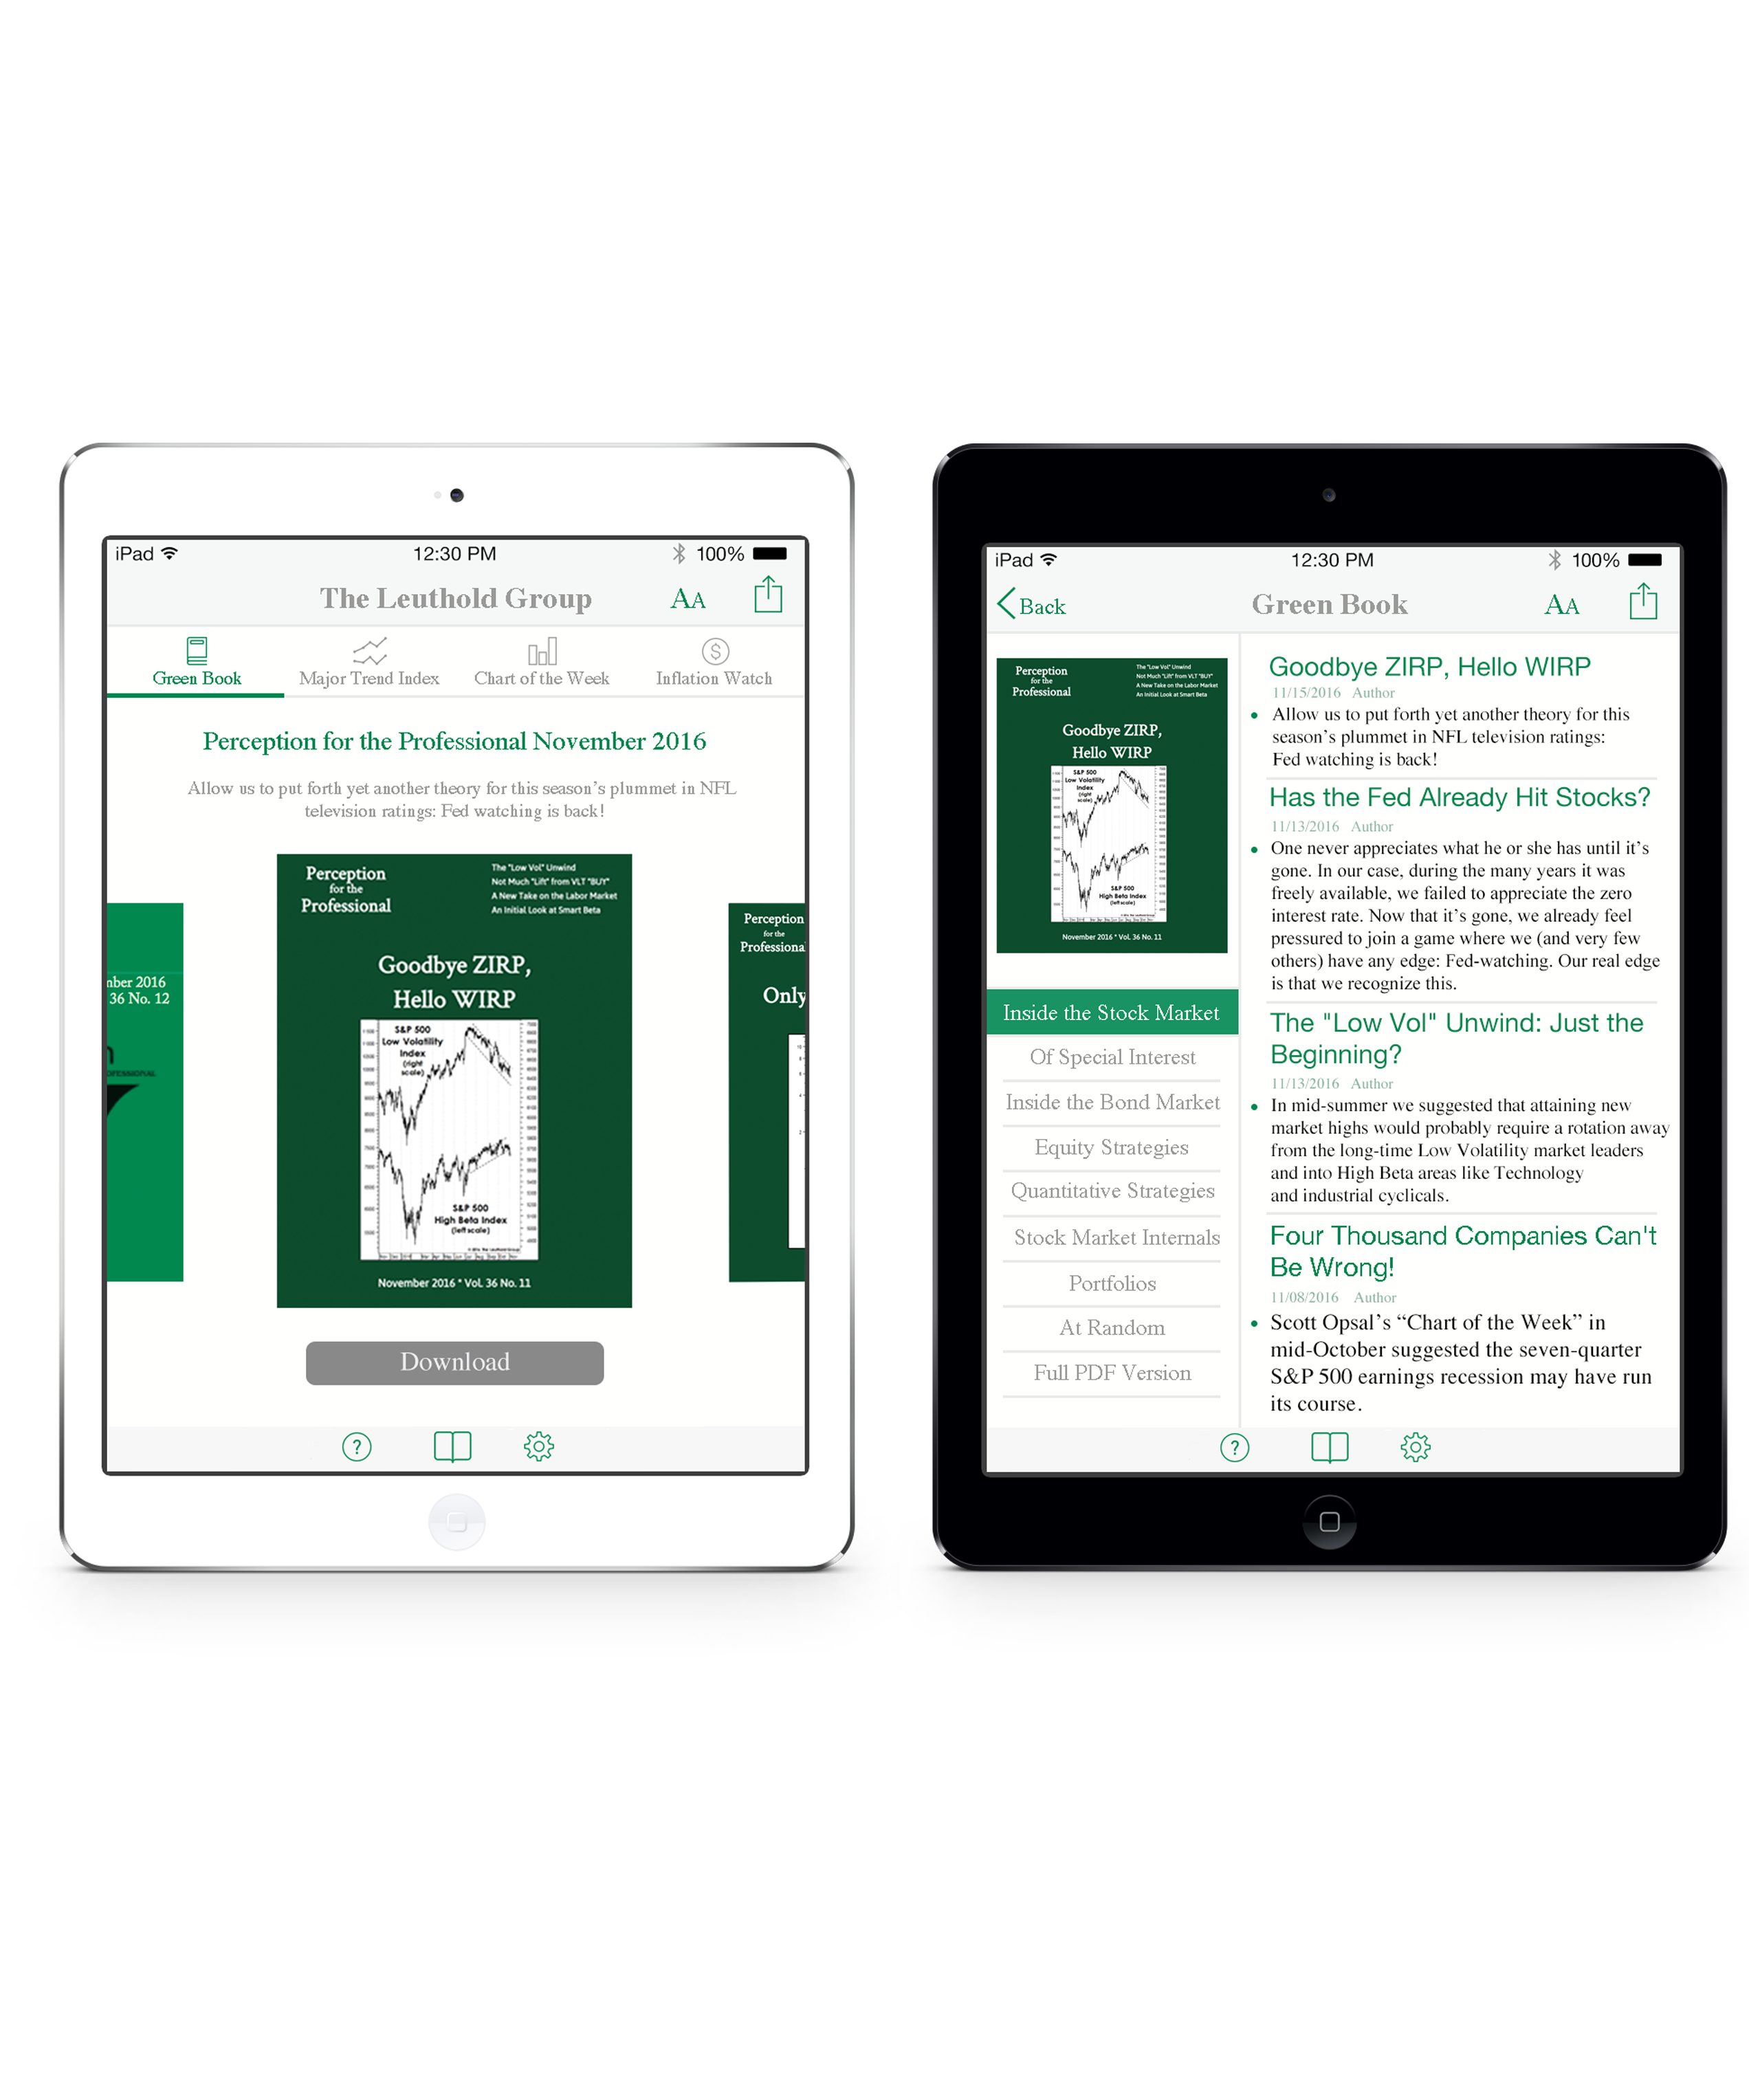 iPad
12:30 PM
100%
The Leuthold Group
AA
Green Book
Major Trend Index
Chart of the Week
Inflation Watch
Perception for the Professional November 2016
Allow us to put forth yet another theory for this season’s plummet in NFL
television ratings: Fed watching is back!
nber 2016
36 No. 12
OFESSIONAL
Perception
for the
Professional
The "Low Vol" Unwind
Not Much "Lift" from VLT "BUY"
A New Take on the Labor Market
An Initial Look at Smart Beta
Goodbye ZIRP,
Hello WIRP
S&P 500
Low Volatility
Index
(right
scale)
S&P 500
High Beta Index
(left scale)
November 2016 * Vol. 36 No. 11
Perception
for the
Professiona
Only
Download
?
iPad
12:30 PM
100%
Back
Green Book
AA
Perception
for the
Professional
The "Low Vol" Unwind
Not Much "Lift" from VLT "BUY"
A New Take on the Labor Market
An Initial Look at Smart Beta
Goodbye ZIRP,
Hello WIRP
S&P 500
Low Volatility
Index
(right
scale)
S&P 500
High Beta Index
(left scale)
November 2016 * Vol. 36 No. 11
Inside the Stock Market
Of Special Interest
Inside the Bond Market
Equity Strategies
Quantitative Strategies
Stock Market Internals
Portfolios
At Random
Full PDF Version
Goodbye ZIRP, Hello WIRP
11/15/2016 Author
• Allow us to put forth yet another theory for this
season’s plummet in NFL television ratings:
Fed watching is back!
Has the Fed Already Hit Stocks?
11/13/2016 Author
• One never appreciates what he or she has until it’s
gone. In our case, during the many years it was
freely available, we failed to appreciate the zero
interest rate. Now that it’s gone, we already feel
pressured to join a game where we (and very few
others) have any edge: Fed-watching. Our real edge
is that we recognize this.
The "Low Vol" Unwind: Just the
Beginning?
11/13/2016 Author
• In mid-summer we suggested that attaining new
market highs would probably require a rotation away
from the long-time Low Volatility market leaders
and into High Beta areas like Technology
and industrial cyclicals.
Four Thousand Companies Can't
Be Wrong!
11/08/2016 Author
• Scott Opsal’s “Chart of the Week” in
mid-October suggested the seven-quarter
S&P 500 earnings recession may have run
its course.
?